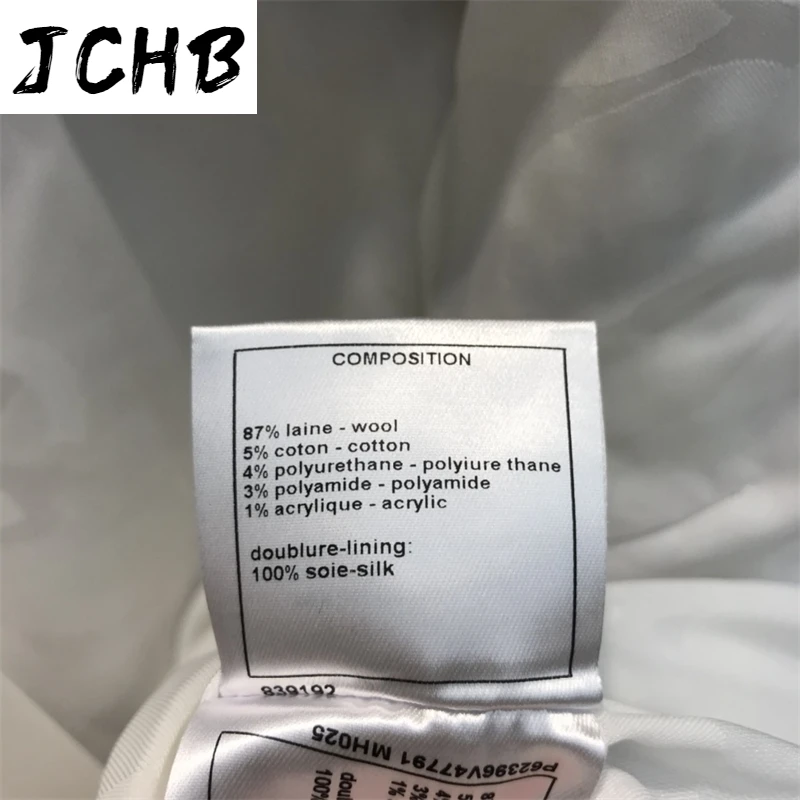 JCHB
COMPOSITION
87% laine - wool
5% coton - cotton
4% polyurethane - polyiure thane
3% polyamide - polyamide
1% acrylique - acrylic
doublure-lining:
100% soie-silk
839192
P62396V47791 MH025